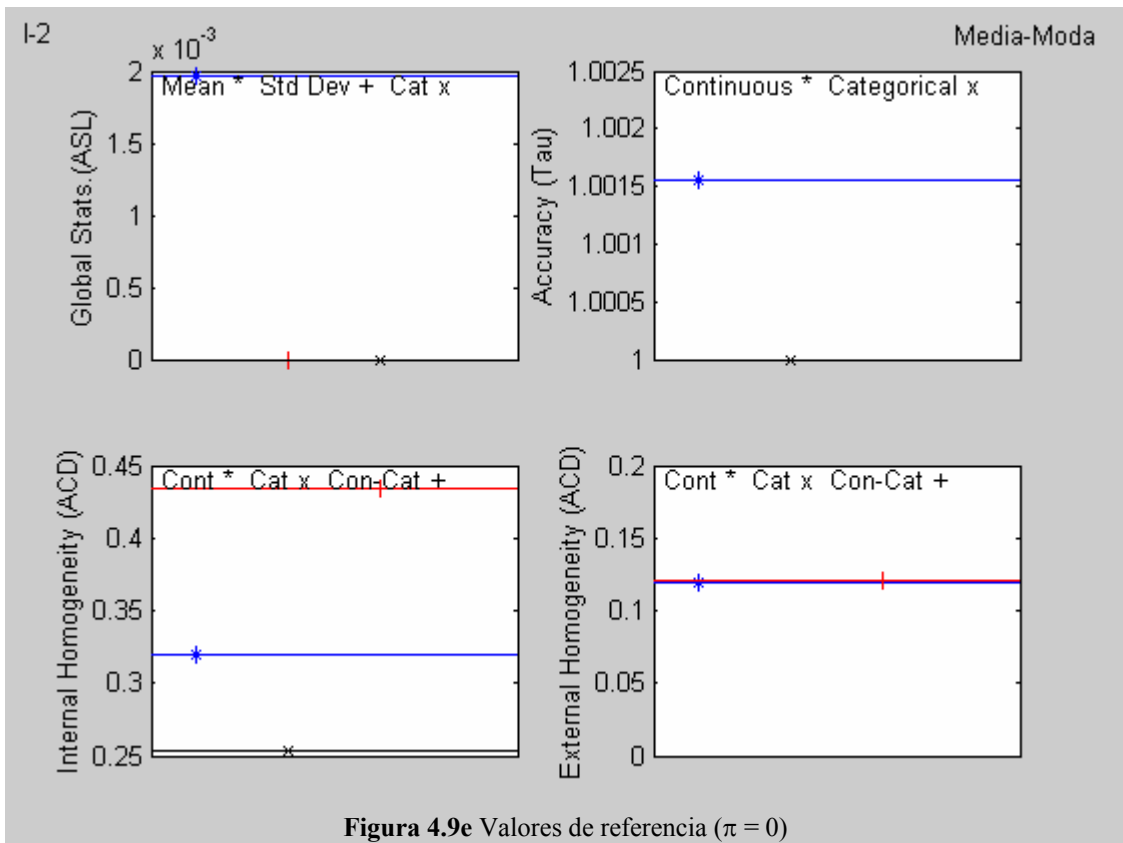 I-2
Media-Moda
x 10^-3
Global Stats.(ASL)
2
1.5
1
0.5
0
Mean * Std Dev + Cat x
Accuracy (Tau)
1.0025
1.002
1.0015
1.001
1.0005
1
Continuous * Categorical x
Internal Homogeneity (ACD)
0.45
0.4
0.35
0.3
0.25
Cont * Cat x Con-Cat +
External Homogeneity (ACD)
0.2
0.15
0.1
0.05
0
Cont * Cat x Con-Cat +
Figura 4.9e Valores de referencia (π = 0)